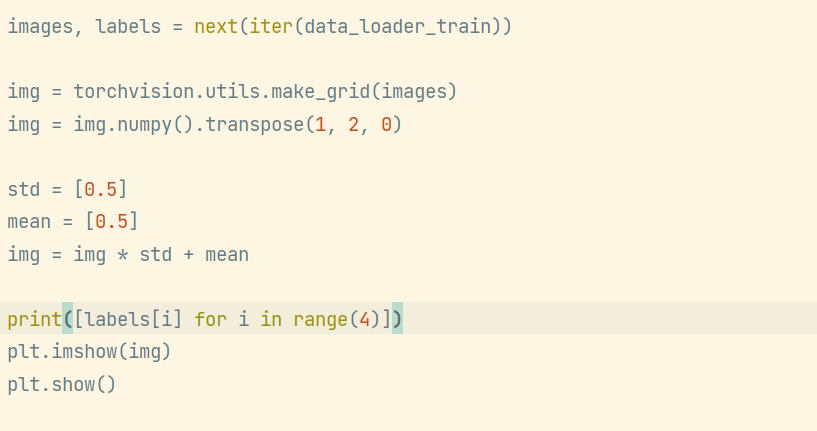 images, labels = next(iter(data_loader_train))
img = torchvision.utils.make_grid(images)
img = img.numpy().transpose(1, 2, 0)
std = [0.5]
mean = [0.5]
img = img * std + mean
print([labels[i] for i in range(4)])
plt.imshow(img)
plt.show()